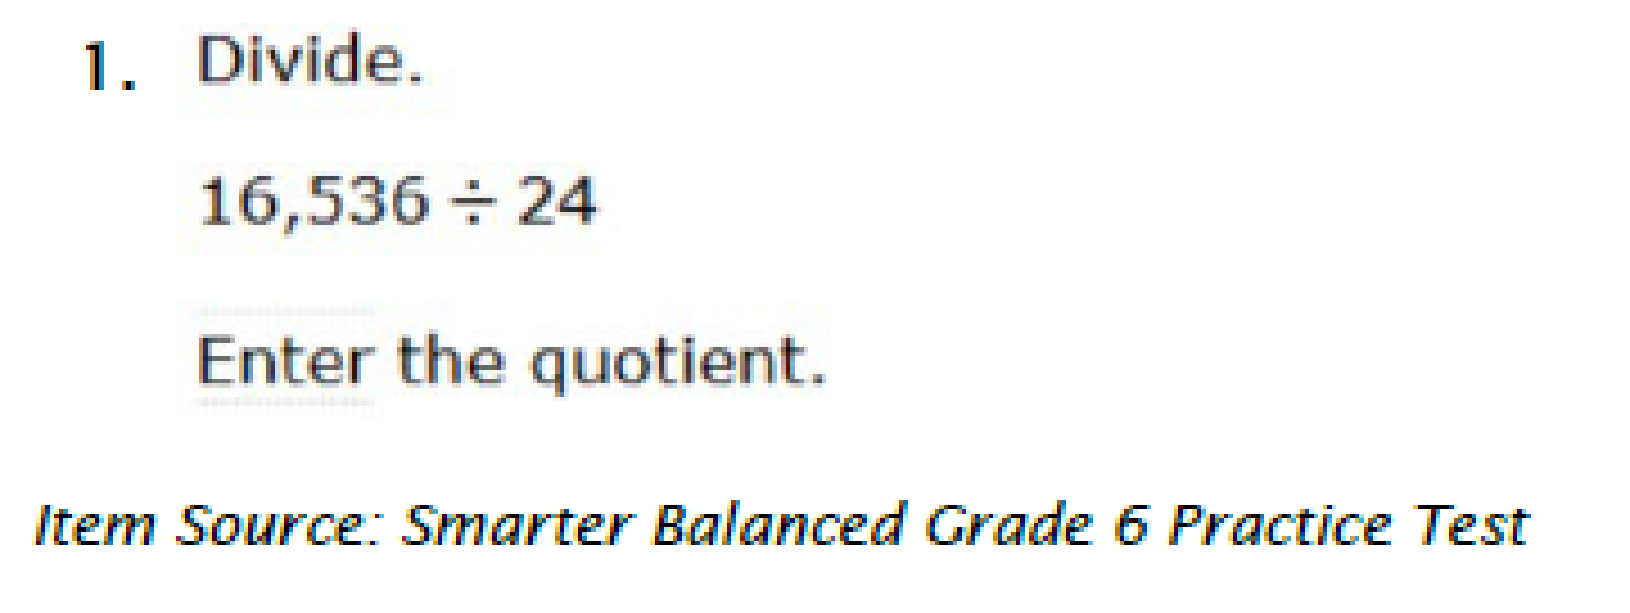 1. Divide.
16,536 ÷ 24
Enter the quotient.
Item Source: Smarter Balanced Grade 6 Practice Test